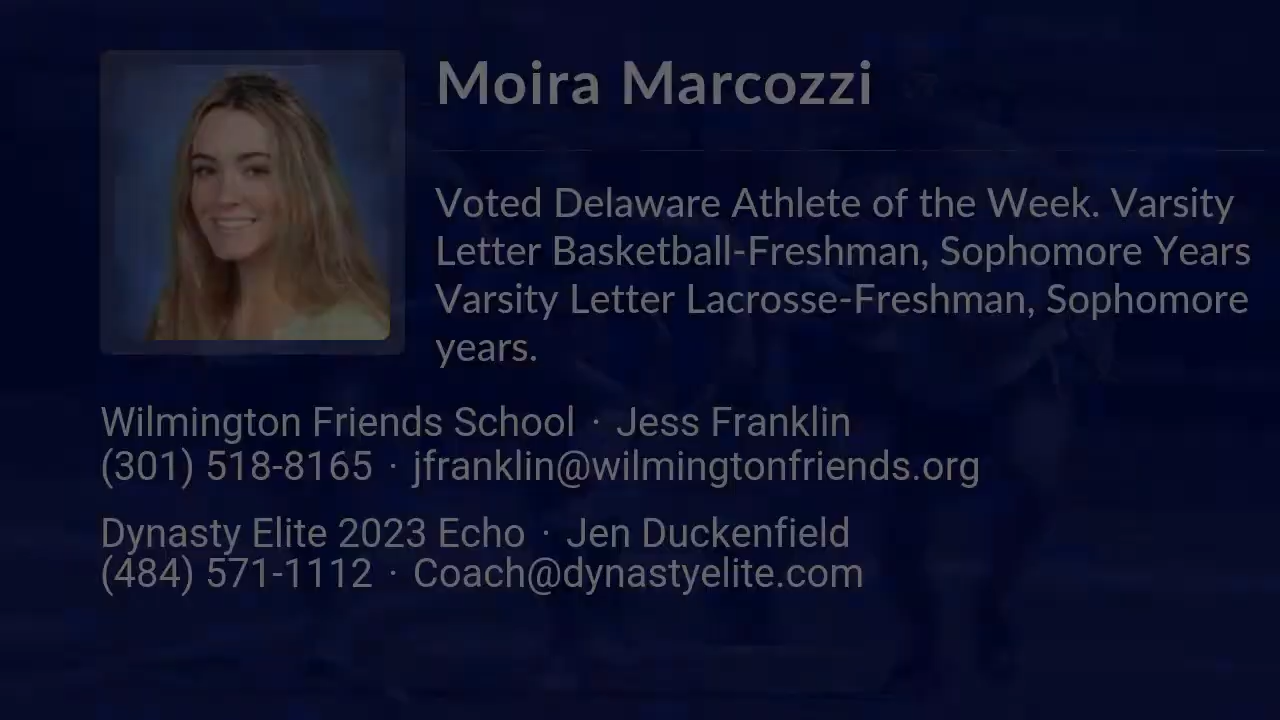 Moira Marcozzi
Voted Delaware Athlete of the Week. Varsity
Letter Basketball-Freshman, Sophomore Years
Varsity Letter Lacrosse-Freshman, Sophomore
years.
Wilmington Friends School · Jess Franklin
(301) 518-8165 · jfranklin@wilmingtonfriends.org
Dynasty Elite 2023 Echo · Jen Duckenfield
(484) 571-1112 · Coach@dynastyelite.com